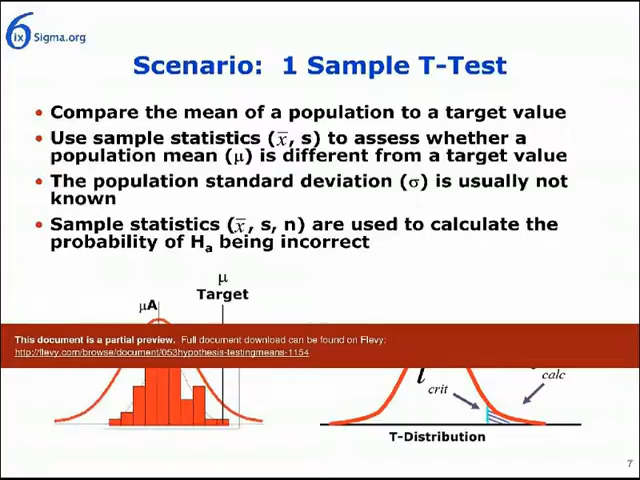 6ixSigma.org
Scenario: 1 Sample T-Test
• Compare the mean of a population to a target value
• Use sample statistics (x̅, s) to assess whether a
population mean (μ) is different from a target value
• The population standard deviation (σ) is usually not
known
• Sample statistics (x̅, s, n) are used to calculate the
probability of Hₐ being incorrect
μ
Target
μA
This document is a partial preview. Full document download can be found on Flevy:
http://flevy.com/browse/document/053hypothesis-testingmeans-1154
crit
calc
T-Distribution
7